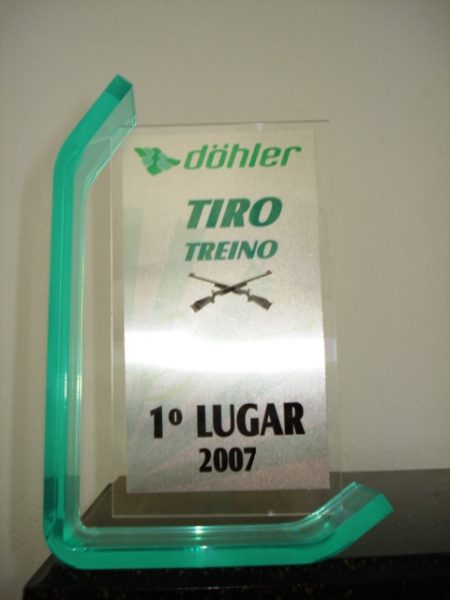 döhler
TIRO
TREINO
1º LUGAR
2007